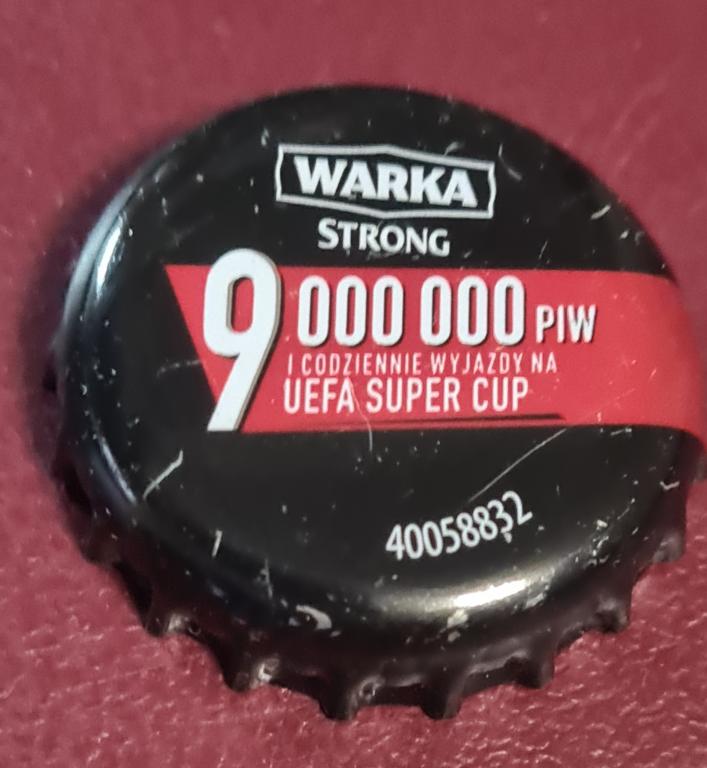 WARKA
STRONG
9 000 000 PIW
I CODZIENNIE WYJAZDY NA
UEFA SUPER CUP
40058832